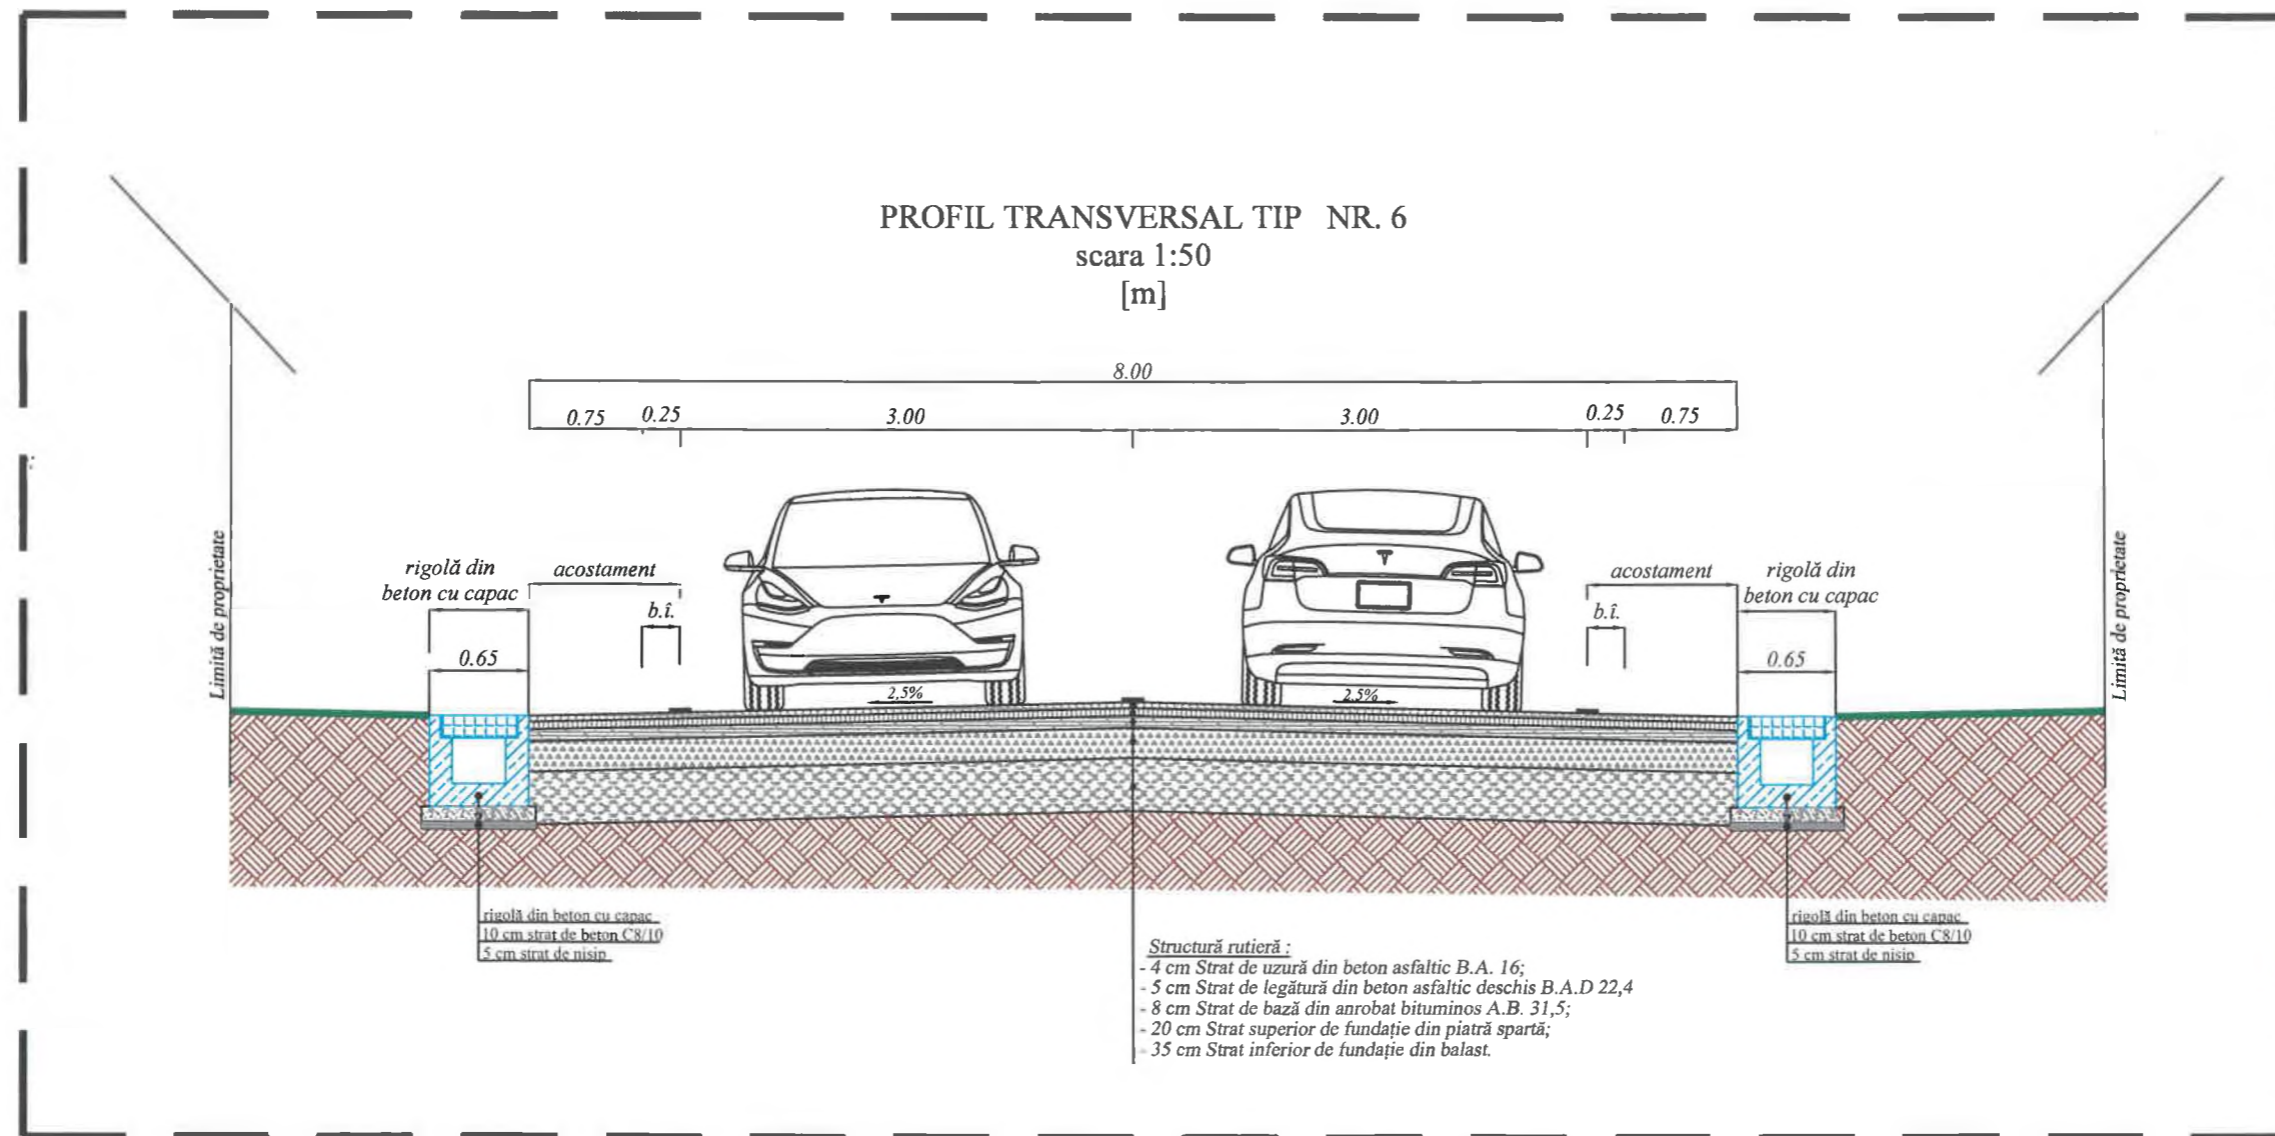 PROFIL TRANSVERSAL TIP NR. 6
scara 1:50
[m]
8.00
0.75 0.25 3.00 3.00 0.25 0.75
Limită de proprietate
rigolă din
beton cu capac
acostament
b.î.
0.65
2,5%
2,5%
acostament
b.î.
rigolă din
beton cu capac
0.65
Limită de proprietate
rigolă din beton cu capac
10 cm strat de beton C8/10
5 cm strat de nisip
Structură rutieră :
- 4 cm Strat de uzură din beton asfaltic B.A. 16;
- 5 cm Strat de legătură din beton asfaltic deschis B.A.D 22,4
- 8 cm Strat de bază din anrobat bituminos A.B. 31,5;
- 20 cm Strat superior de fundație din piatră spartă;
- 35 cm Strat inferior de fundație din balast.
rigolă din beton cu capac
10 cm strat de beton C8/10
5 cm strat de nisip